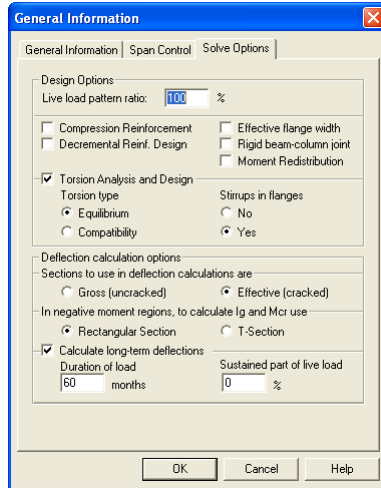 General Information
General Information Span Control Solve Options
Design Options
Live load pattern ratio: 100 %
Compression Reinforcement Effective flange width
Decremental Reinf. Design Rigid beam-column joint
Moment Redistribution
Torsion Analysis and Design
Torsion type Stirrups in flanges
Equilibrium No
Compatibility Yes
Deflection calculation options
Sections to use in deflection calculations are
Gross (uncracked) Effective (cracked)
In negative moment regions, to calculate Ig and Mcr use
Rectangular Section T-Section
Calculate long-term deflections
Duration of load Sustained part of live load
60 months 0 %
OK Cancel Help